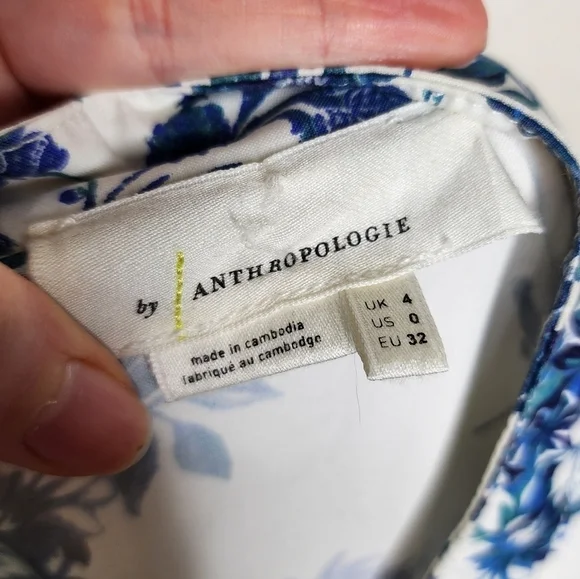 by | ANTHROPOLOGIE
made in cambodia
fabriqué au cambodge
UK 4
US 0
EU 32